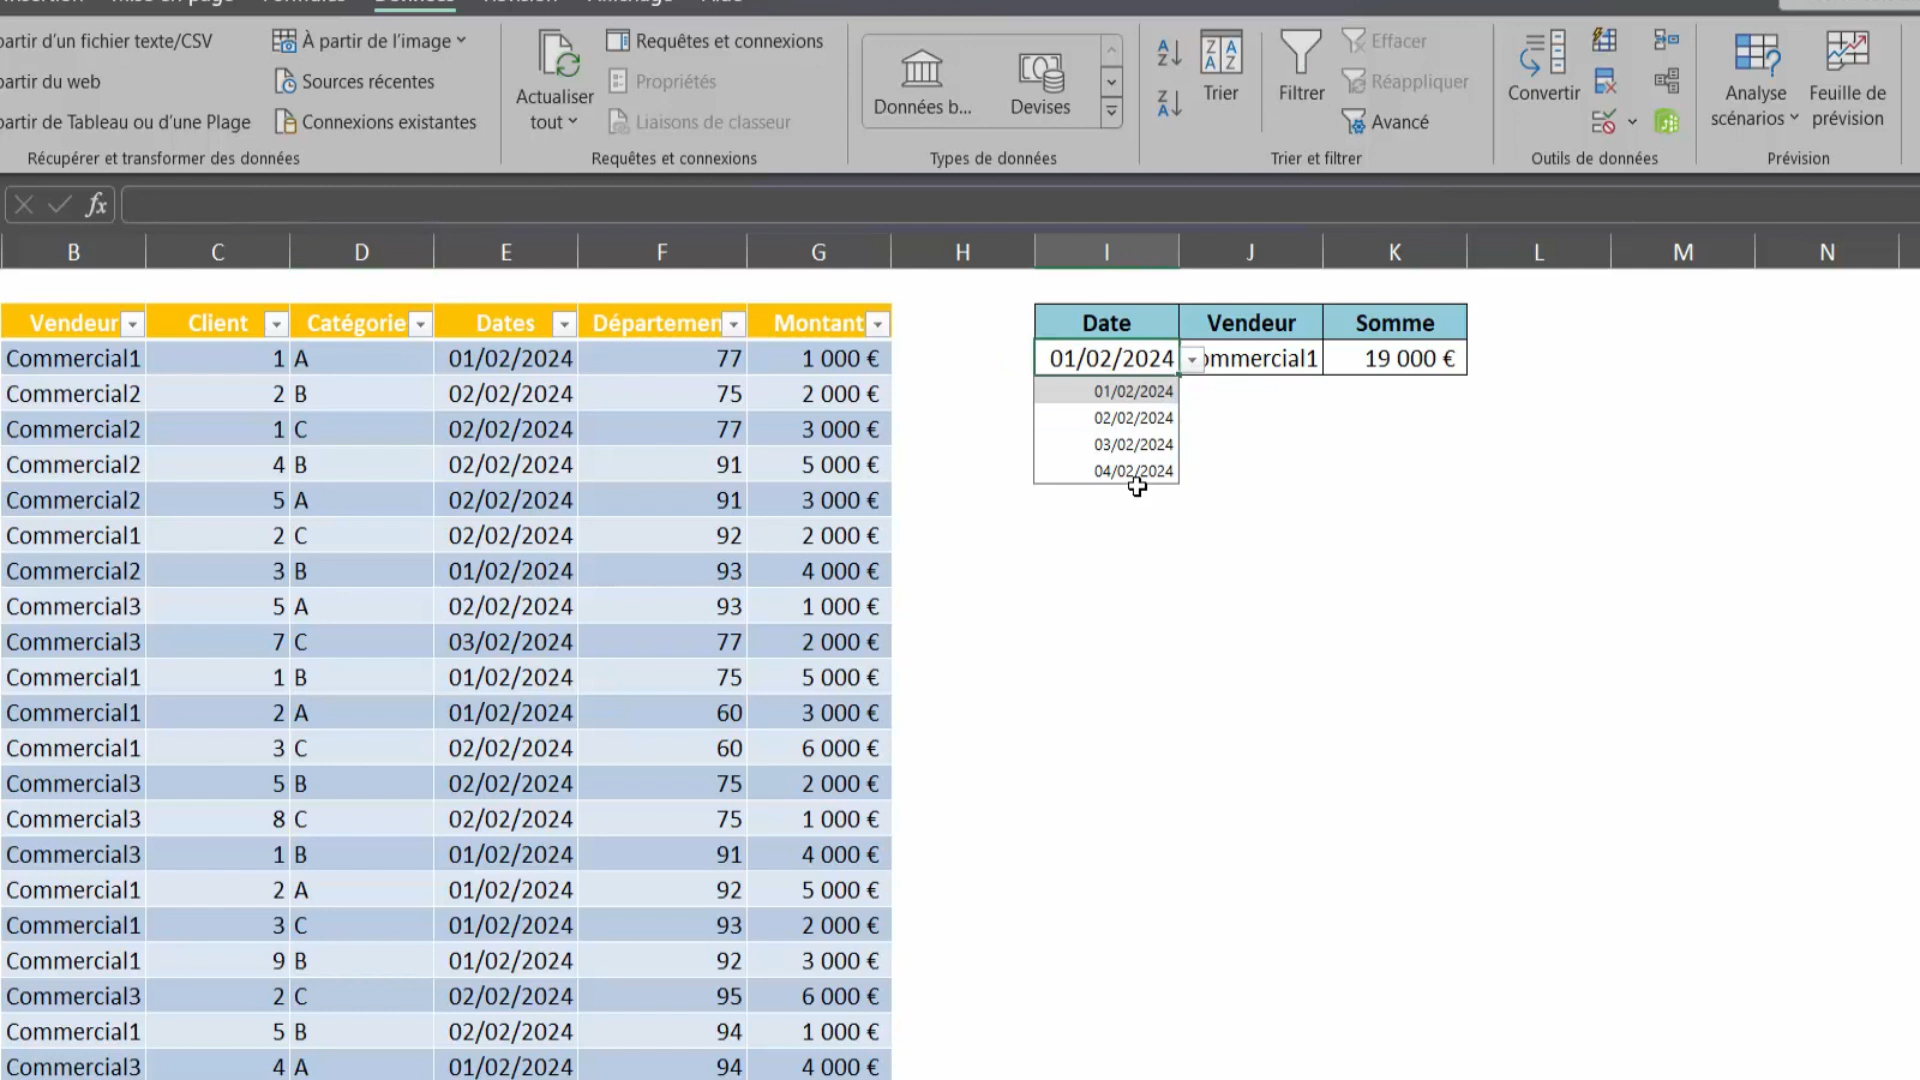 partir d'un fichier texte/CSV
À partir de l'image
partir du web
Sources récentes
partir de Tableau ou d'une Plage
Connexions existantes
Récupérer et transformer des données
Actualiser
tout
Requêtes et connexions
Propriétés
Liaisons de classeur
Requêtes et connexions
Données b...
Devises
Types de données
Trier
Filtrer
Effacer
Réappliquer
Avancé
Trier et filtrer
Convertir
Outils de données
Analyse
scénarios
Feuille de
prévision
Prévision
fx
B C D E F G H I J K L M N
Vendeur Client Catégorie Dates Départemen Montant Date Vendeur Somme
Commercial1 1 A 01/02/2024 77 1 000 € 01/02/2024 ommercial1 19 000 €
01/02/2024
Commercial2 2 B 02/02/2024 75 2 000 €
02/02/2024
Commercial2 1 C 02/02/2024 77 3 000 €
03/02/2024
Commercial2 4 B 02/02/2024 91 5 000 €
04/02/2024
Commercial2 5 A 02/02/2024 91 3 000 €
Commercial1 2 C 02/02/2024 92 2 000 €
Commercial2 3 B 01/02/2024 93 4 000 €
Commercial3 5 A 02/02/2024 93 1 000 €
Commercial3 7 C 03/02/2024 77 2 000 €
Commercial1 1 B 01/02/2024 75 5 000 €
Commercial1 2 A 01/02/2024 60 3 000 €
Commercial1 3 C 02/02/2024 60 6 000 €
Commercial3 5 B 02/02/2024 75 2 000 €
Commercial3 8 C 02/02/2024 75 1 000 €
Commercial3 1 B 01/02/2024 91 4 000 €
Commercial1 2 A 01/02/2024 92 5 000 €
Commercial1 3 C 01/02/2024 93 2 000 €
Commercial1 9 B 01/02/2024 92 3 000 €
Commercial3 2 C 02/02/2024 95 6 000 €
Commercial1 5 B 02/02/2024 94 1 000 €
Commercial3 4 A 01/02/2024 94 4 000 €